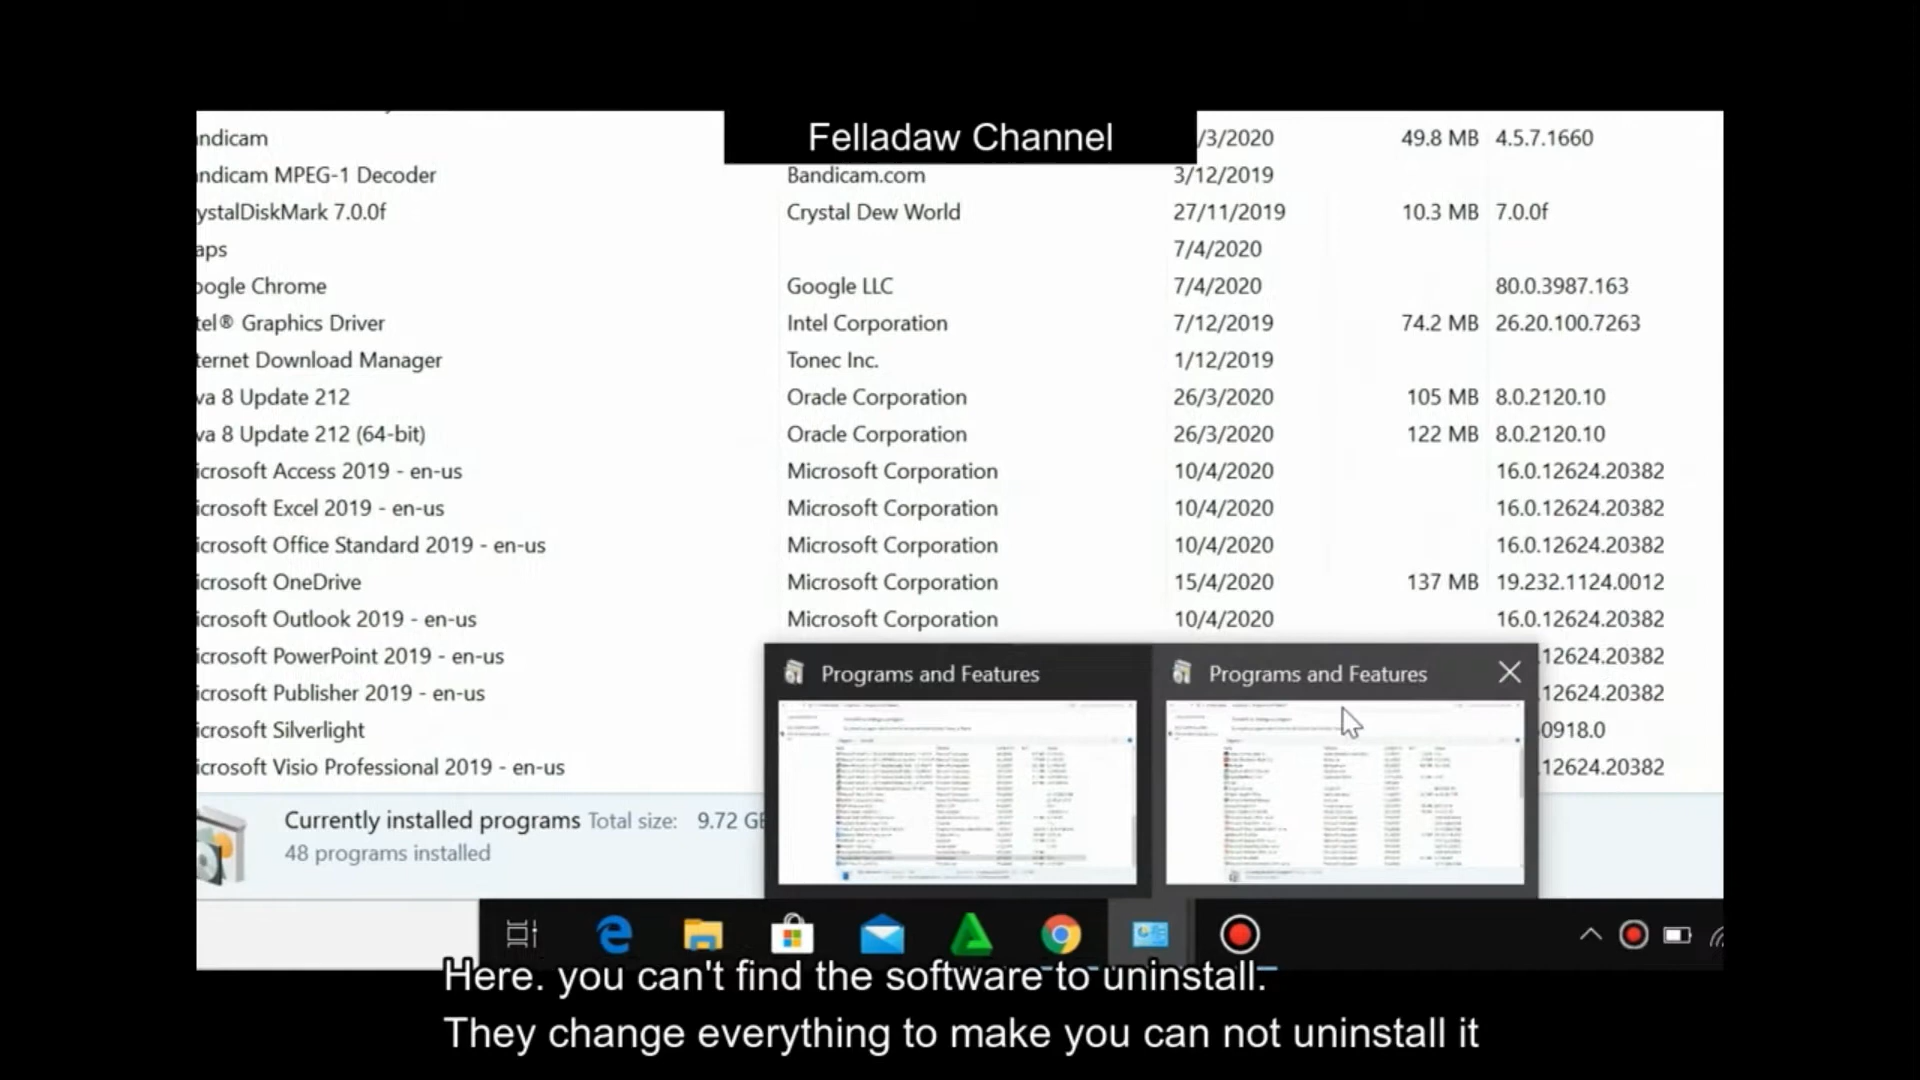 Felladaw Channel
ndicam /3/2020 49.8 MB 4.5.7.1660
ndicam MPEG-1 Decoder Bandicam.com 3/12/2019
ystalDiskMark 7.0.0f Crystal Dew World 27/11/2019 10.3 MB 7.0.0f
aps 7/4/2020
oogle Chrome Google LLC 7/4/2020 80.0.3987.163
tel® Graphics Driver Intel Corporation 7/12/2019 74.2 MB 26.20.100.7263
ternet Download Manager Tonec Inc. 1/12/2019
va 8 Update 212 Oracle Corporation 26/3/2020 105 MB 8.0.2120.10
va 8 Update 212 (64-bit) Oracle Corporation 26/3/2020 122 MB 8.0.2120.10
icrosoft Access 2019 - en-us Microsoft Corporation 10/4/2020 16.0.12624.20382
icrosoft Excel 2019 - en-us Microsoft Corporation 10/4/2020 16.0.12624.20382
icrosoft Office Standard 2019 - en-us Microsoft Corporation 10/4/2020 16.0.12624.20382
icrosoft OneDrive Microsoft Corporation 15/4/2020 137 MB 19.232.1124.0012
icrosoft Outlook 2019 - en-us Microsoft Corporation 10/4/2020 16.0.12624.20382
icrosoft PowerPoint 2019 - en-us .12624.20382
icrosoft Publisher 2019 - en-us .12624.20382
icrosoft Silverlight 0918.0
icrosoft Visio Professional 2019 - en-us .12624.20382
Programs and Features Programs and Features
Currently installed programs Total size: 9.72 GB
48 programs installed
Here. you can't find the software to uninstall.
They change everything to make you can not uninstall it